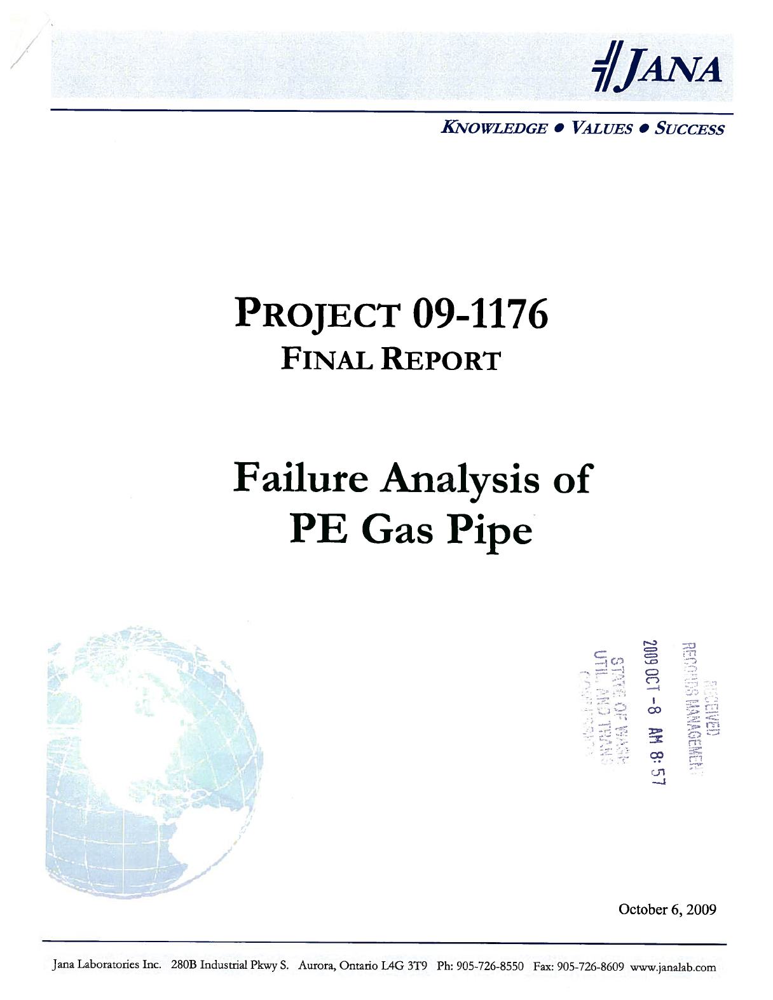 JANA
KNOWLEDGE • VALUES • SUCCESS
PROJECT 09-1176
FINAL REPORT
Failure Analysis of
PE Gas Pipe
RECEIVED
RECORDS MANAGEMENT
2009 OCT -8 AM 8:57
STATE OF WASH
UTIL. AND TRANS
October 6, 2009
Jana Laboratories Inc. 280B Industrial Pkwy S. Aurora, Ontario L4G 3T9 Ph: 905-726-8550 Fax: 905-726-8609 www.janalab.com